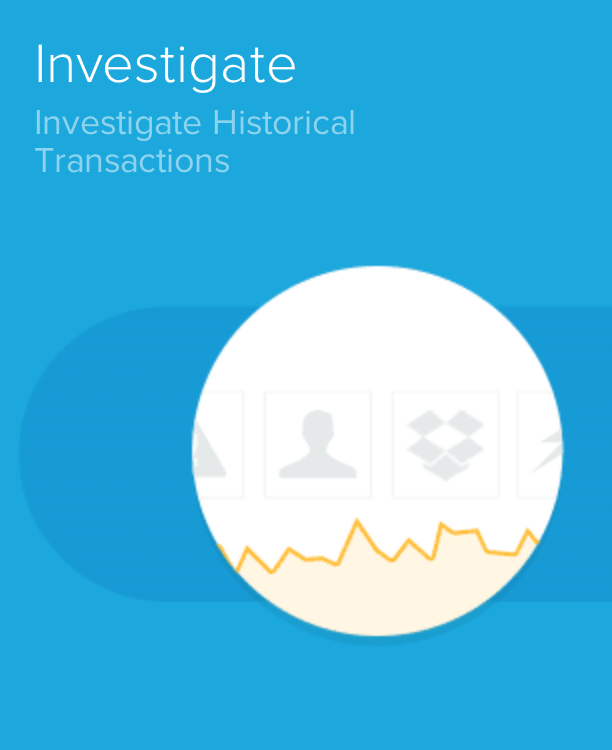 Investigate
Investigate Historical
Transactions